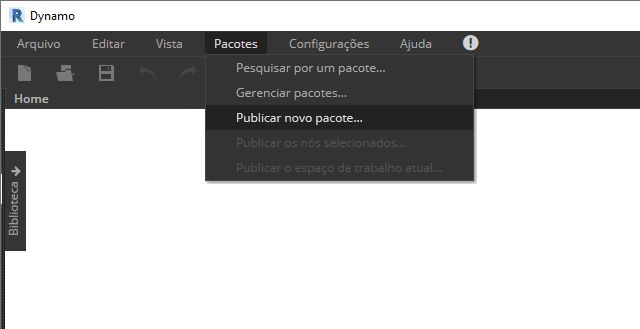 Dynamo
Arquivo Editar Vista Pacotes Configurações Ajuda
Pesquisar por um pacote...
Gerenciar pacotes...
Home
Publicar novo pacote...
Publicar os nós selecionados...
Publicar o espaço de trabalho atual...
Biblioteca